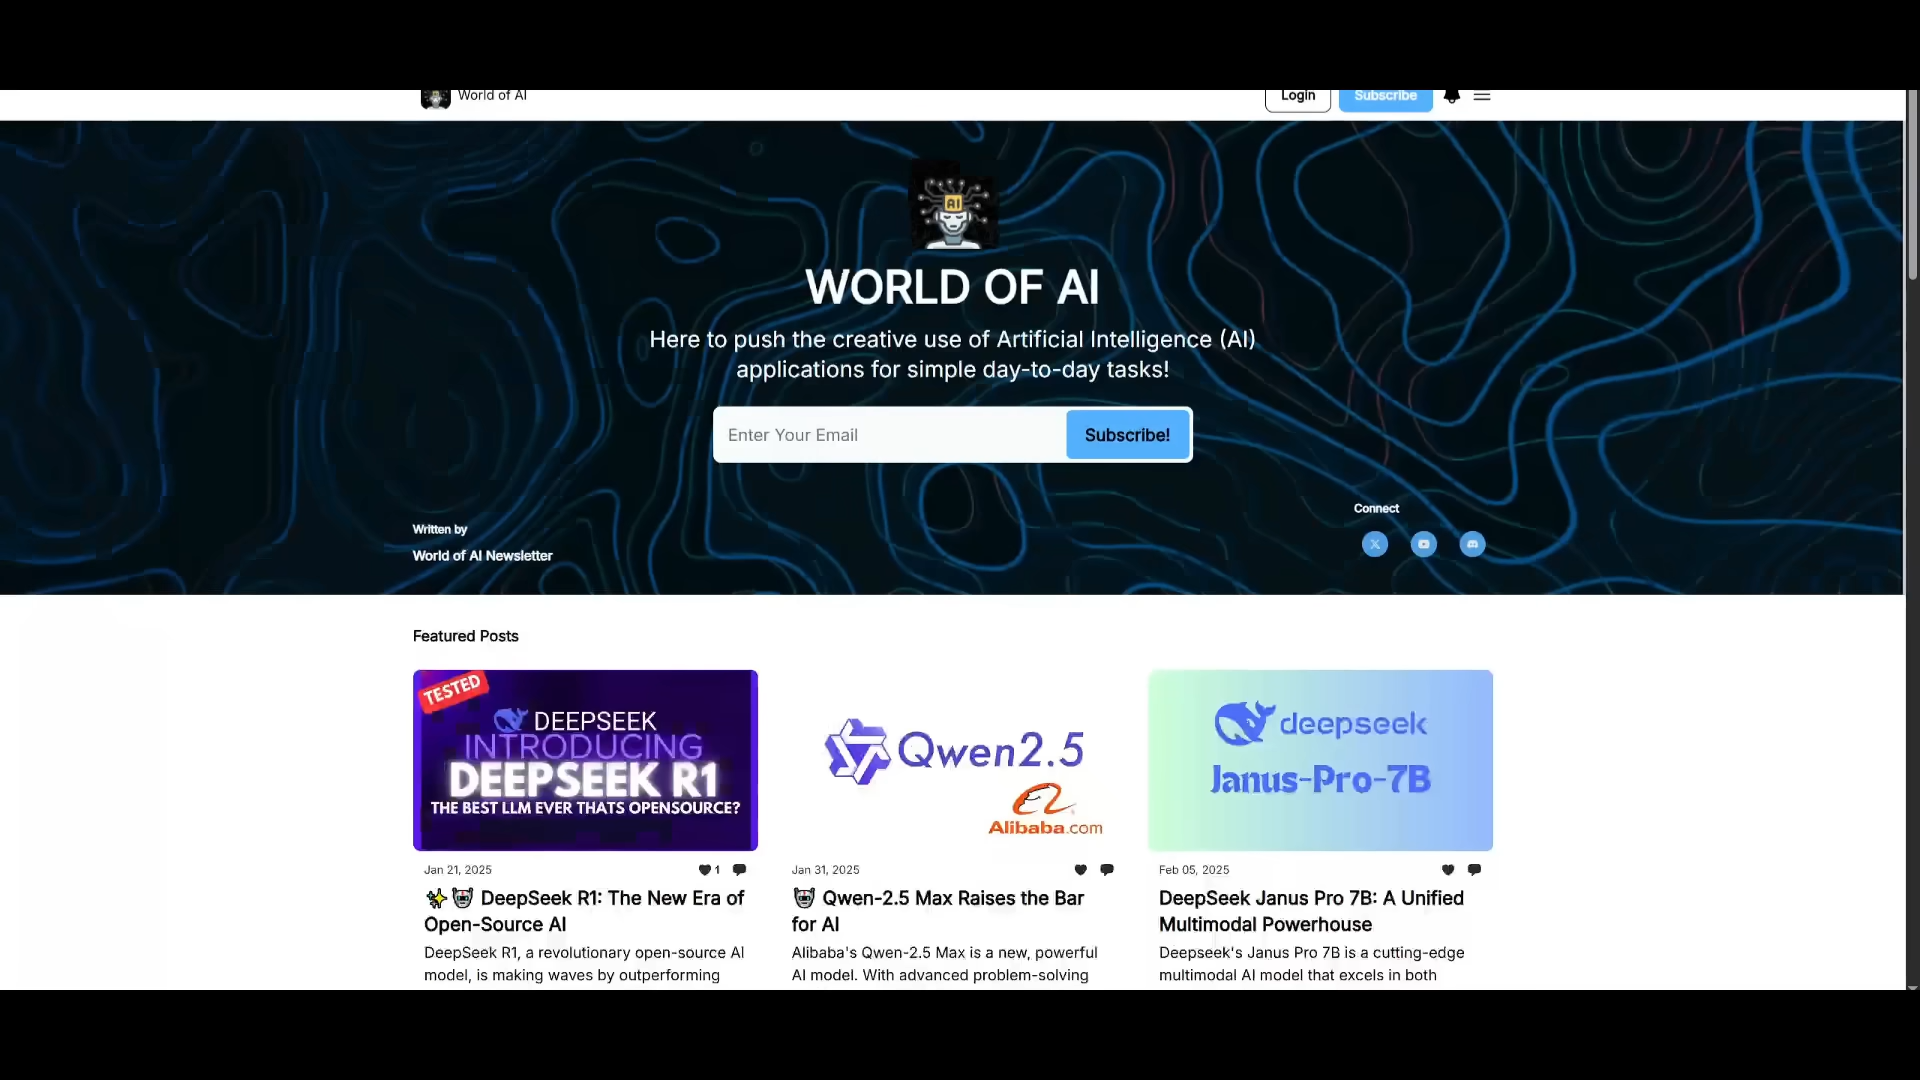 World of AI
Login
Subscribe
AI
WORLD OF AI
Here to push the creative use of Artificial Intelligence (AI)
applications for simple day-to-day tasks!
Enter Your Email
Subscribe!
Connect
Written by
World of AI Newsletter
Featured Posts
TESTED
DEEPSEEK
INTRODUCING
DEEPSEEK R1
THE BEST LLM EVER THATS OPENSOURCE?
Qwen2.5
Alibaba.com
deepseek
Janus-Pro-7B
Jan 21, 2025
1
✨🤖 DeepSeek R1: The New Era of
Open-Source AI
DeepSeek R1, a revolutionary open-source AI
model, is making waves by outperforming
Jan 31, 2025
🤖 Qwen-2.5 Max Raises the Bar
for AI
Alibaba's Qwen-2.5 Max is a new, powerful
AI model. With advanced problem-solving
Feb 05, 2025
DeepSeek Janus Pro 7B: A Unified
Multimodal Powerhouse
Deepseek's Janus Pro 7B is a cutting-edge
multimodal AI model that excels in both